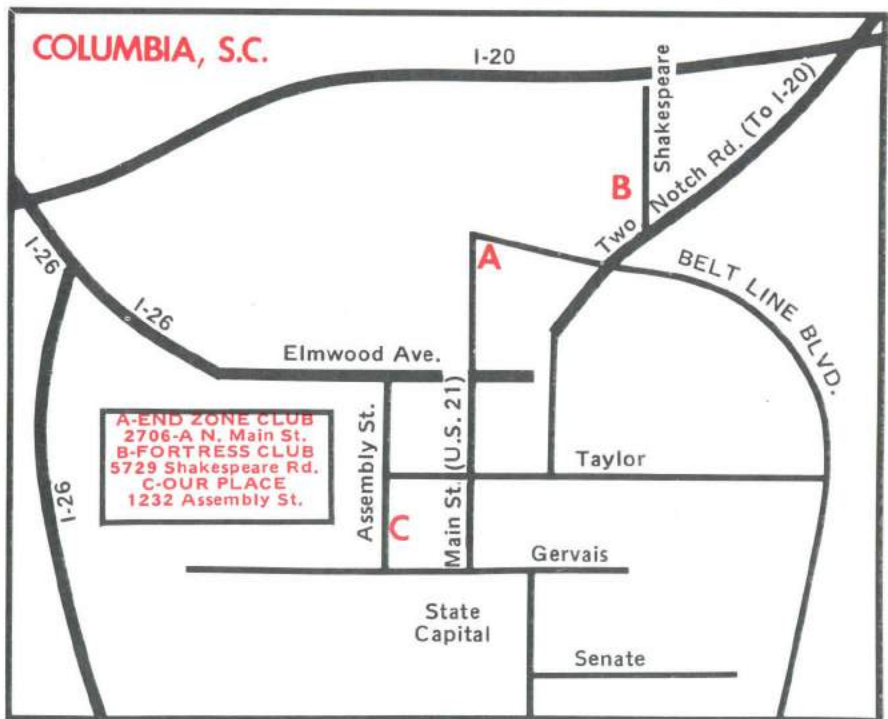 COLUMBIA, S.C.
I-20
Shakespeare
Two Notch Rd. (To I-20)
B
A
BELT LINE BLVD.
I-26
I-26
Elmwood Ave.
A-END ZONE CLUB
2706-A N. Main St.
B-FORTRESS CLUB
5729 Shakespeare Rd.
C-OUR PLACE
1232 Assembly St.
I-26
Assembly St.
Main St. (U.S. 21)
Taylor
C
Gervais
State
Capital
Senate